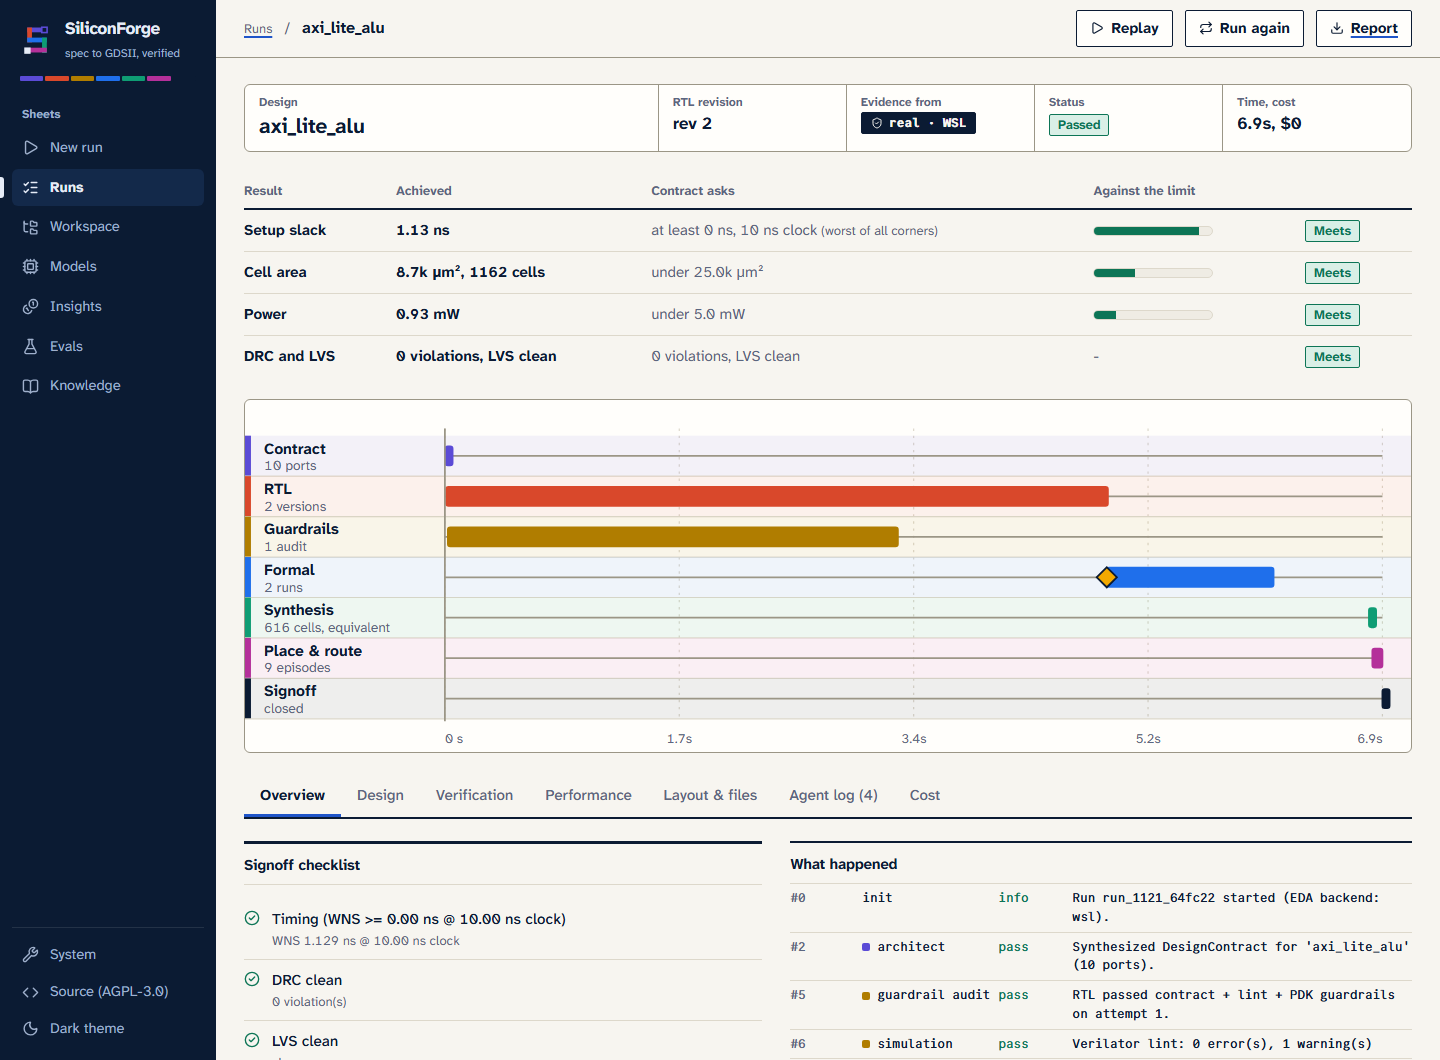 SiliconForge
spec to GDSII, verified
Sheets
New run
Runs
Workspace
Models
Insights
Evals
Knowledge
System
Source (AGPL-3.0)
Dark theme
Runs / axi_lite_alu
Replay
Run again
Report
Design
axi_lite_alu
RTL revision
rev 2
Evidence from
real · WSL
Status
Passed
Time, cost
6.9s, $0
Result Achieved Contract asks Against the limit
Setup slack 1.13 ns at least 0 ns, 10 ns clock (worst of all corners) Meets
Cell area 8.7k µm², 1162 cells under 25.0k µm² Meets
Power 0.93 mW under 5.0 mW Meets
DRC and LVS 0 violations, LVS clean 0 violations, LVS clean - Meets
Contract
10 ports
RTL
2 versions
Guardrails
1 audit
Formal
2 runs
Synthesis
616 cells, equivalent
Place & route
9 episodes
Signoff
closed
0 s 1.7s 3.4s 5.2s 6.9s
Overview Design Verification Performance Layout & files Agent log (4) Cost
Signoff checklist
Timing (WNS >= 0.00 ns @ 10.00 ns clock)
WNS 1.129 ns @ 10.00 ns clock
DRC clean
0 violation(s)
LVS clean
What happened
#0 init info Run run_1121_64fc22 started (EDA backend:
wsl).
#2 architect pass Synthesized DesignContract for 'axi_lite_alu'
(10 ports).
#5 guardrail audit pass RTL passed contract + lint + PDK guardrails
on attempt 1.
#6 simulation pass Verilator lint: 0 error(s), 1 warning(s)